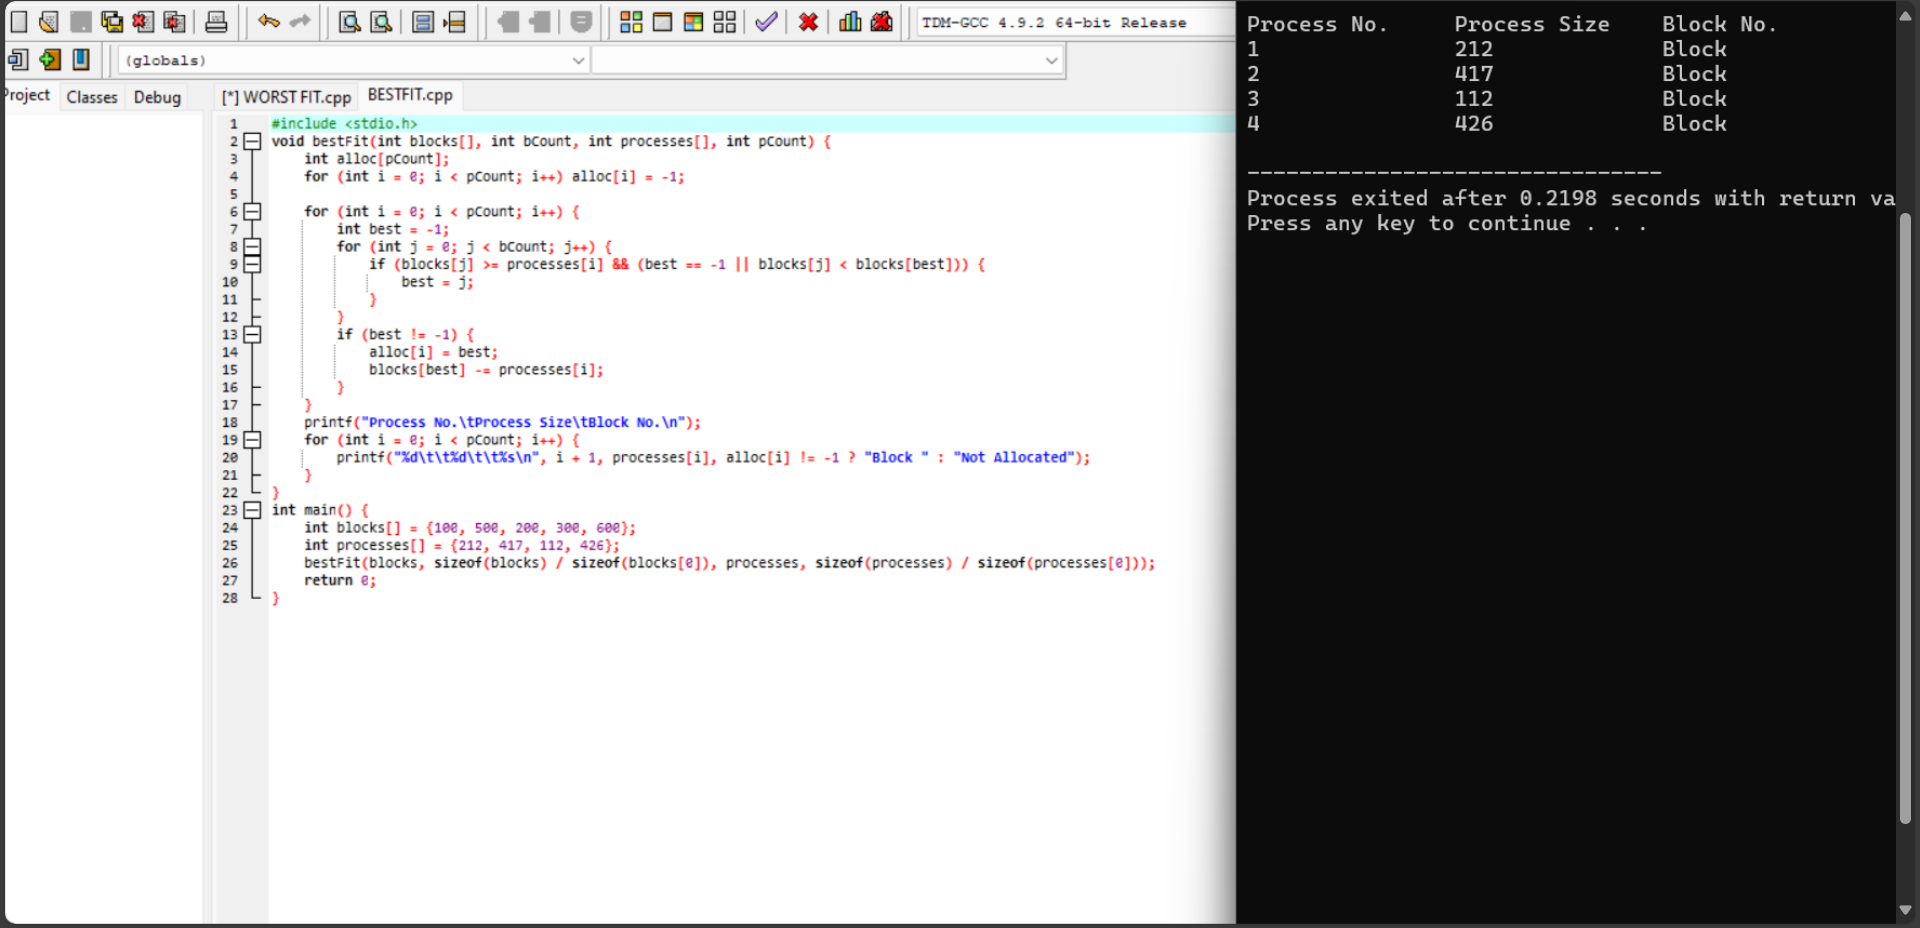 TDM-GCC 4.9.2 64-bit Release
(globals)
Project Classes Debug
[*] WORST FIT.cpp BESTFIT.cpp
1 #include <stdio.h>
2 void bestFit(int blocks[], int bCount, int processes[], int pCount) {
3 int alloc[pCount];
4 for (int i = 0; i < pCount; i++) alloc[i] = -1;
5
6 for (int i = 0; i < pCount; i++) {
7 int best = -1;
8 for (int j = 0; j < bCount; j++) {
9 if (blocks[j] >= processes[i] && (best == -1 || blocks[j] < blocks[best])) {
10 best = j;
11 }
12 }
13 if (best != -1) {
14 alloc[i] = best;
15 blocks[best] -= processes[i];
16 }
17 }
18 printf("Process No.\tProcess Size\tBlock No.\n");
19 for (int i = 0; i < pCount; i++) {
20 printf("%d\t\t%d\t\t%s\n", i + 1, processes[i], alloc[i] != -1 ? "Block " : "Not Allocated");
21 }
22 }
23 int main() {
24 int blocks[] = {100, 500, 200, 300, 600};
25 int processes[] = {212, 417, 112, 426};
26 bestFit(blocks, sizeof(blocks) / sizeof(blocks[0]), processes, sizeof(processes) / sizeof(processes[0]));
27 return 0;
28 }
Process No. Process Size Block No.
1 212 Block
2 417 Block
3 112 Block
4 426 Block
--------------------------------
Process exited after 0.2198 seconds with return va
Press any key to continue . . .